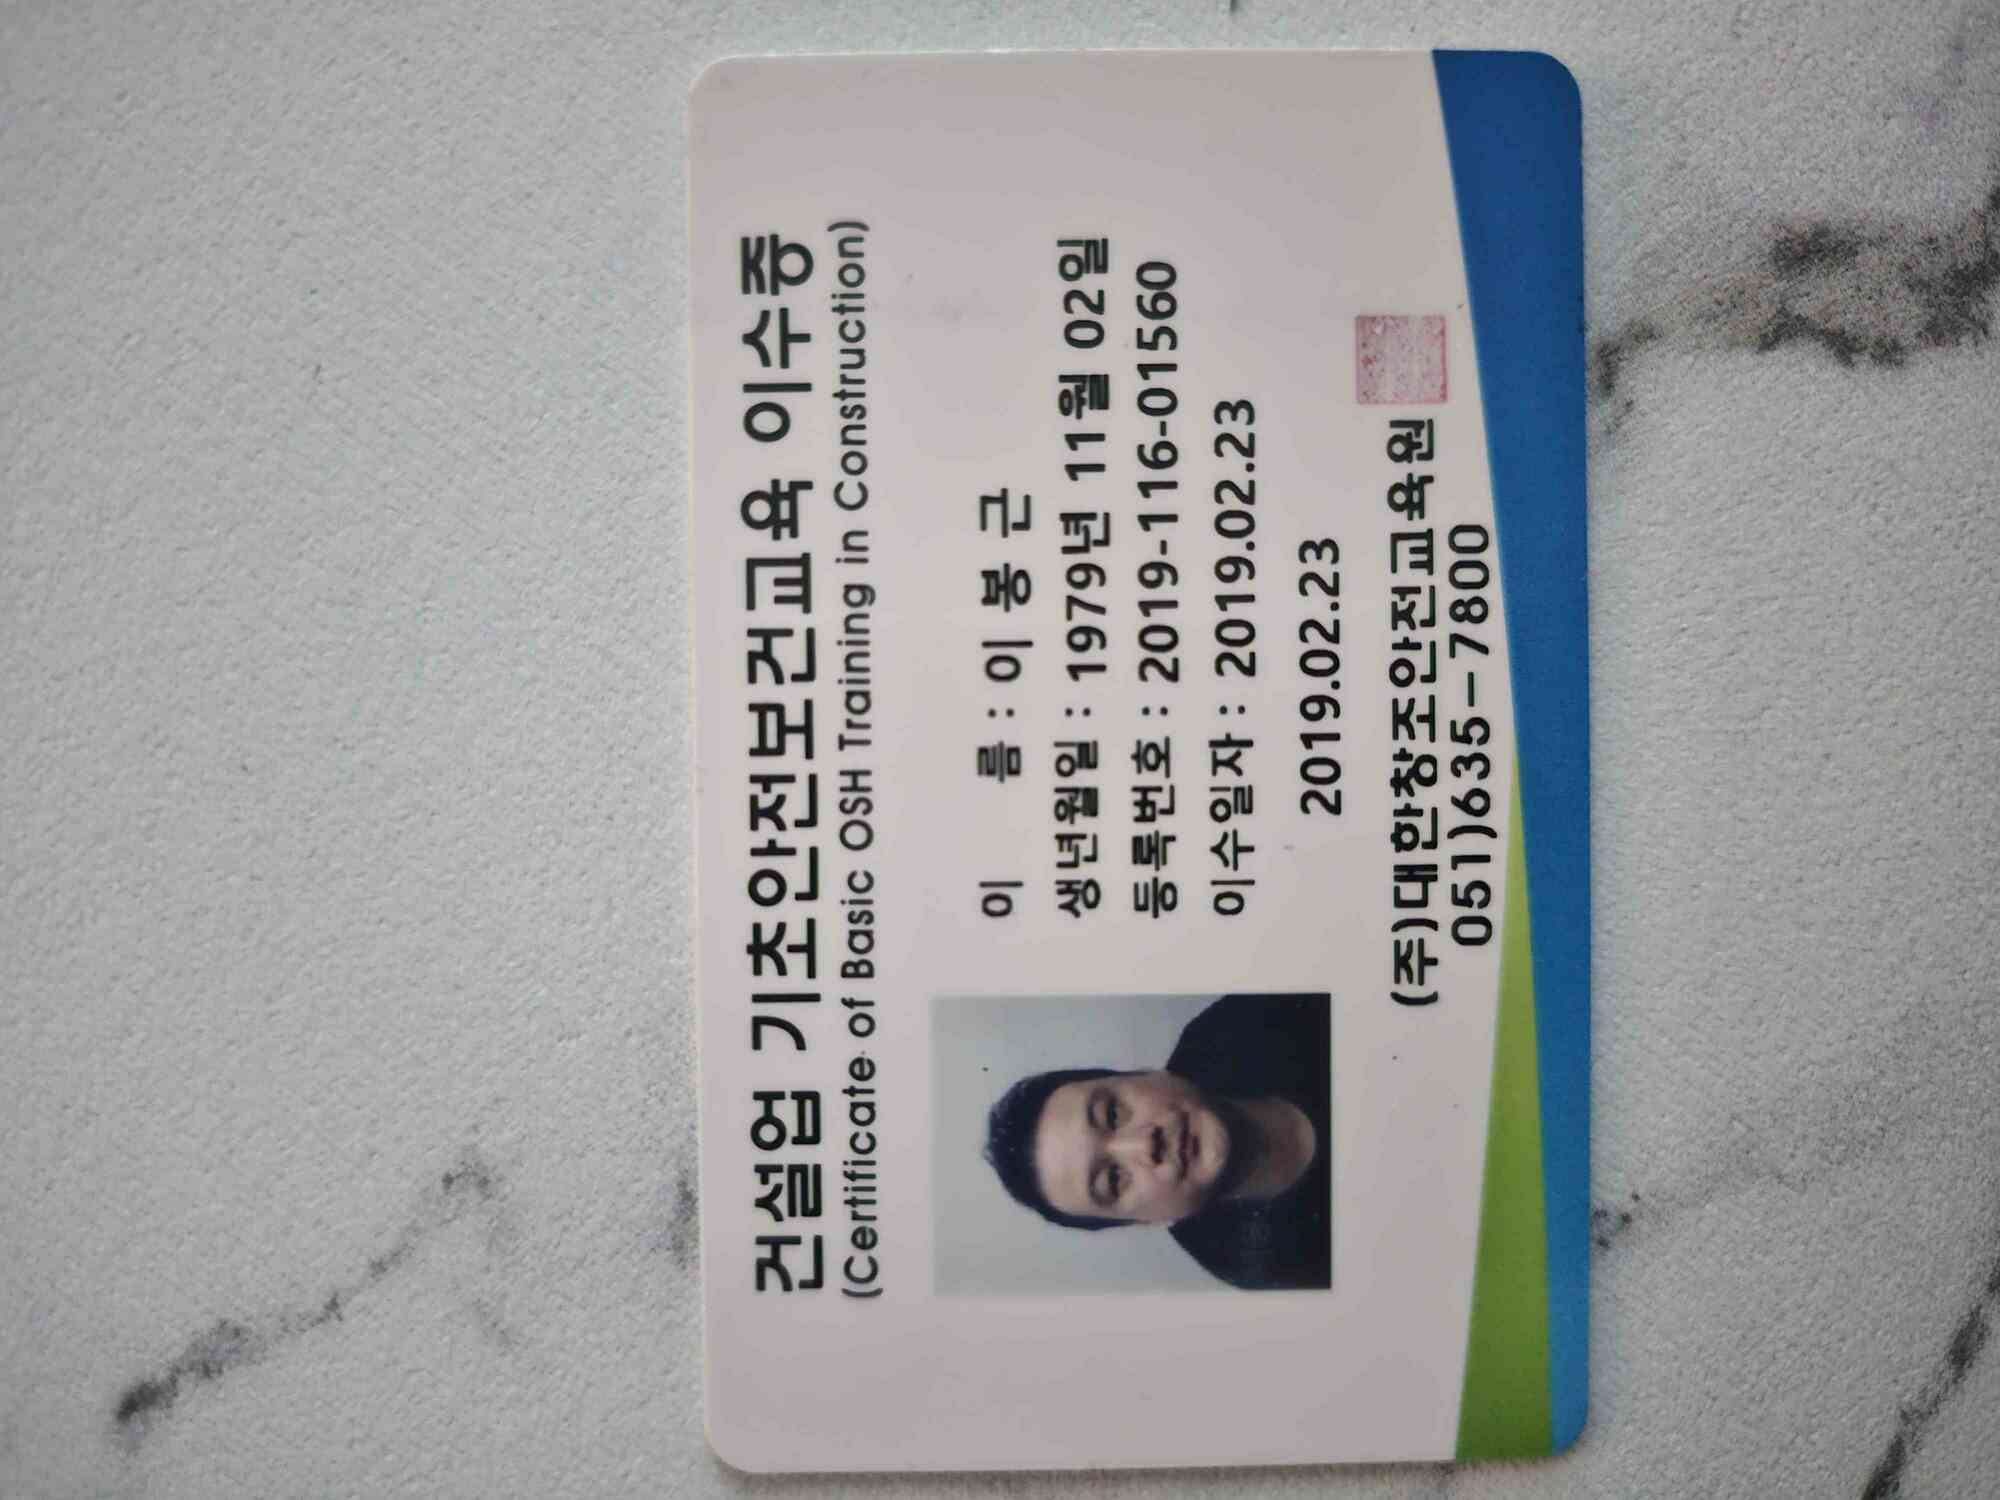 건설업 기초안전보건교육 이수증
(Certificate of Basic OSH Training in Construction)
이 름 : 이 봉 근
생년월일 : 1979년 11월 02일
등록번호 : 2019-116-01560
이수일자 : 2019.02.23
2019.02.23
(주)대한창조안전교육원
051)635-7800